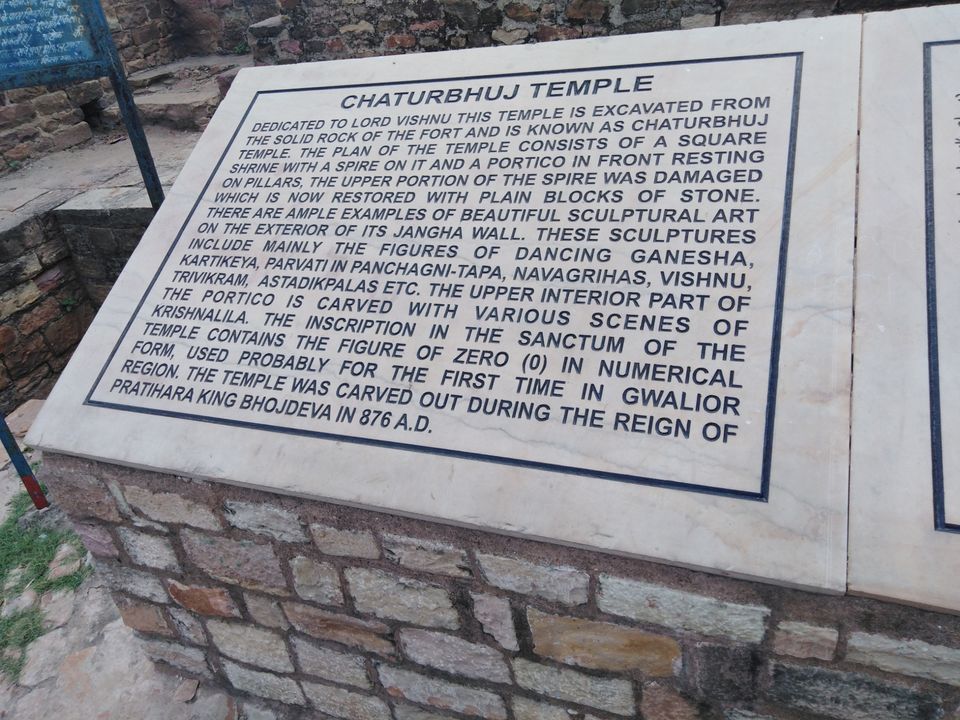 CHATURBHUJ TEMPLE
DEDICATED TO LORD VISHNU THIS TEMPLE IS EXCAVATED FROM
THE SOLID ROCK OF THE FORT AND IS KNOWN AS CHATURBHUJ
TEMPLE. THE PLAN OF THE TEMPLE CONSISTS OF A SQUARE
SHRINE WITH A SPIRE ON IT AND A PORTICO IN FRONT RESTING
ON PILLARS, THE UPPER PORTION OF THE SPIRE WAS DAMAGED
WHICH IS NOW RESTORED WITH PLAIN BLOCKS OF STONE.
THERE ARE AMPLE EXAMPLES OF BEAUTIFUL SCULPTURAL ART
ON THE EXTERIOR OF ITS JANGHA WALL. THESE SCULPTURES
INCLUDE MAINLY THE FIGURES OF DANCING GANESHA,
KARTIKEYA, PARVATI IN PANCHAGNI-TAPA, NAVAGRIHAS, VISHNU,
TRIVIKRAM, ASTADIKPALAS ETC. THE UPPER INTERIOR PART OF
THE PORTICO IS CARVED WITH VARIOUS SCENES OF
KRISHNALILA. THE INSCRIPTION IN THE SANCTUM OF THE
TEMPLE CONTAINS THE FIGURE OF ZERO (0) IN NUMERICAL
FORM, USED PROBABLY FOR THE FIRST TIME IN GWALIOR
REGION. THE TEMPLE WAS CARVED OUT DURING THE REIGN OF
PRATIHARA KING BHOJDEVA IN 876 A.D.